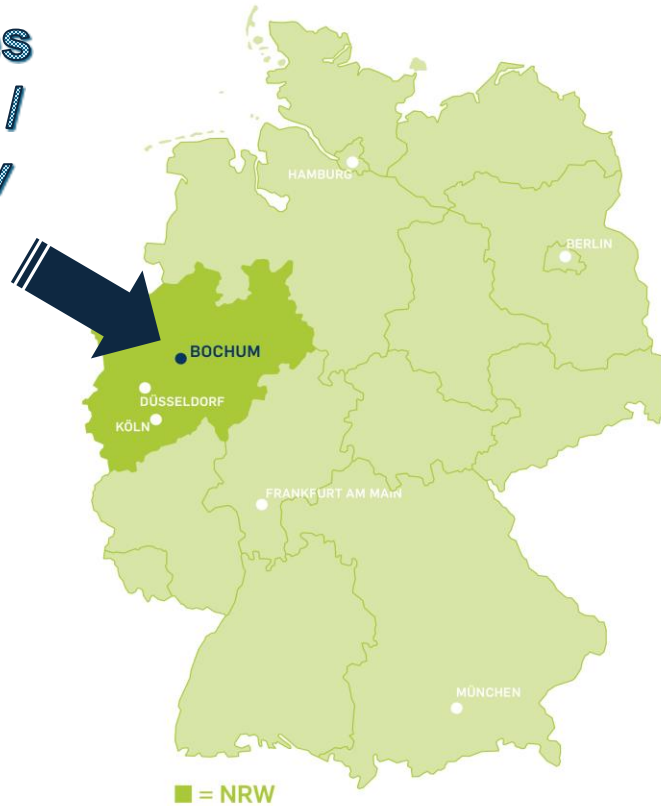 HAMBURG
BERLIN
BOCHUM
DÜSSELDORF
KÖLN
FRANKFURT AM MAIN
MÜNCHEN
= NRW